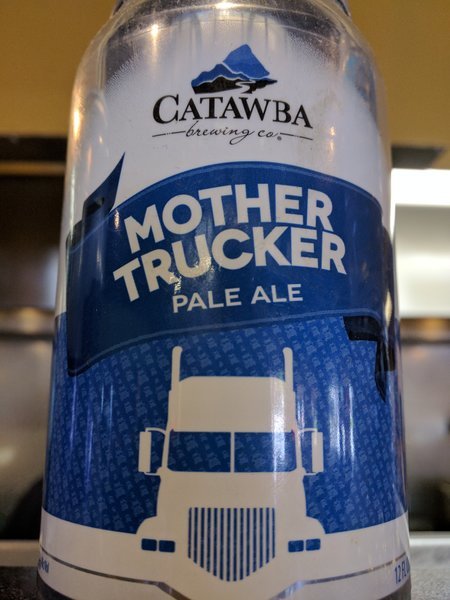 CATAWBA
brewing co.®
MOTHER
TRUCKER
PALE ALE